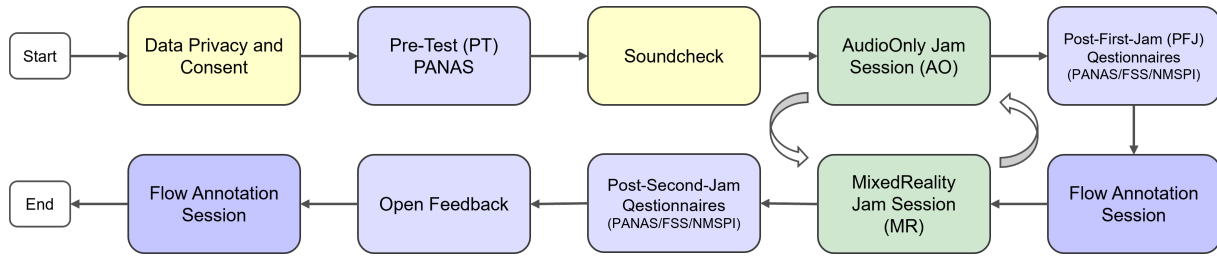 Start
Data Privacy and
Consent
Pre-Test (PT)
PANAS
Soundcheck
AudioOnly Jam
Session (AO)
Post-First-Jam (PFJ)
Qestionnaires
(PANAS/FSS/NMSPI)
End
Flow Annotation
Session
Open Feedback
Post-Second-Jam
Qestionnaires
(PANAS/FSS/NMSPI)
MixedReality
Jam Session
(MR)
Flow Annotation
Session